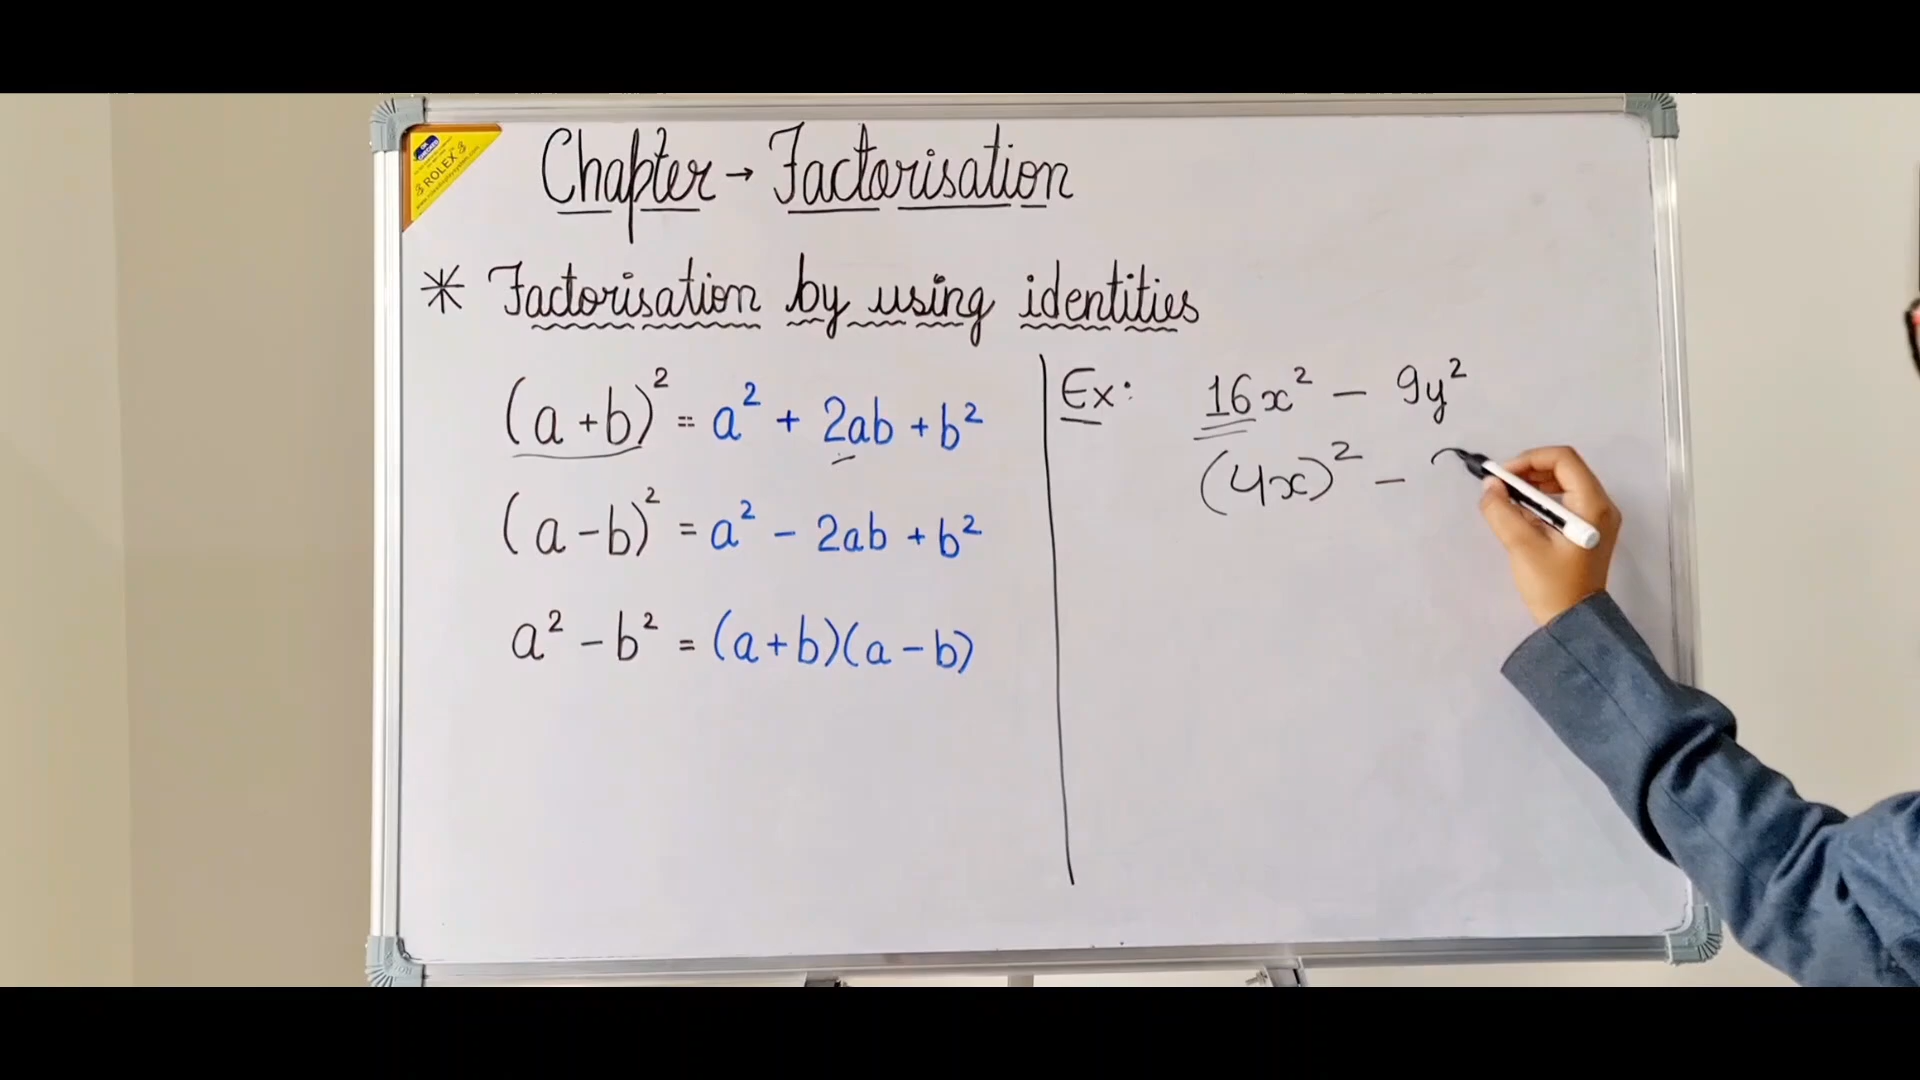 Chapter → Factorisation
* Factorisation by using identities
(a+b)² = a² + 2ab + b²
(a-b)² = a² - 2ab + b²
a² - b² = (a+b)(a-b)
Ex: 16x² - 9y²
(4x)² -
ROLEX